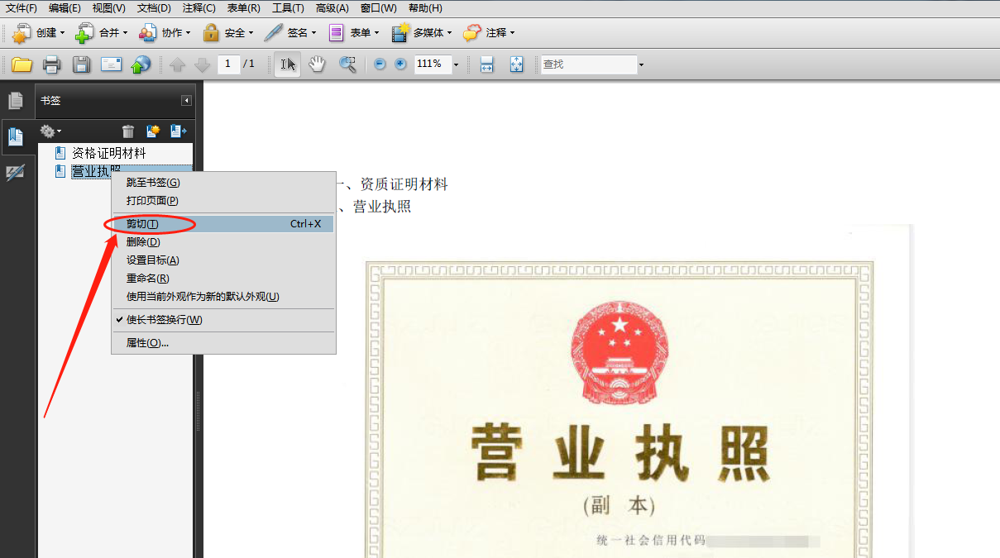 文件(F) 编辑(E) 视图(V) 文档(D) 注释(C) 表单(R) 工具(T) 高级(A) 窗口(W) 帮助(H)
创建 合并 协作 安全 签名 表单 多媒体 注释
1 / 1 111% 查找
书签
资格证明材料
营业执照
跳至书签(G)
打印页面(P)
剪切(T) Ctrl+X
删除(D)
设置目标(A)
重命名(R)
使用当前外观作为新的默认外观(U)
使长书签换行(W)
属性(O)...
、资质证明材料
、营业执照
营业执照
(副 本)
统一社会信用代码